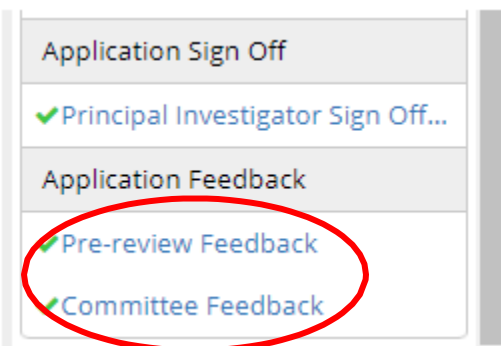 Application Sign Off
Principal Investigator Sign Off...
Application Feedback
Pre-review Feedback
Committee Feedback